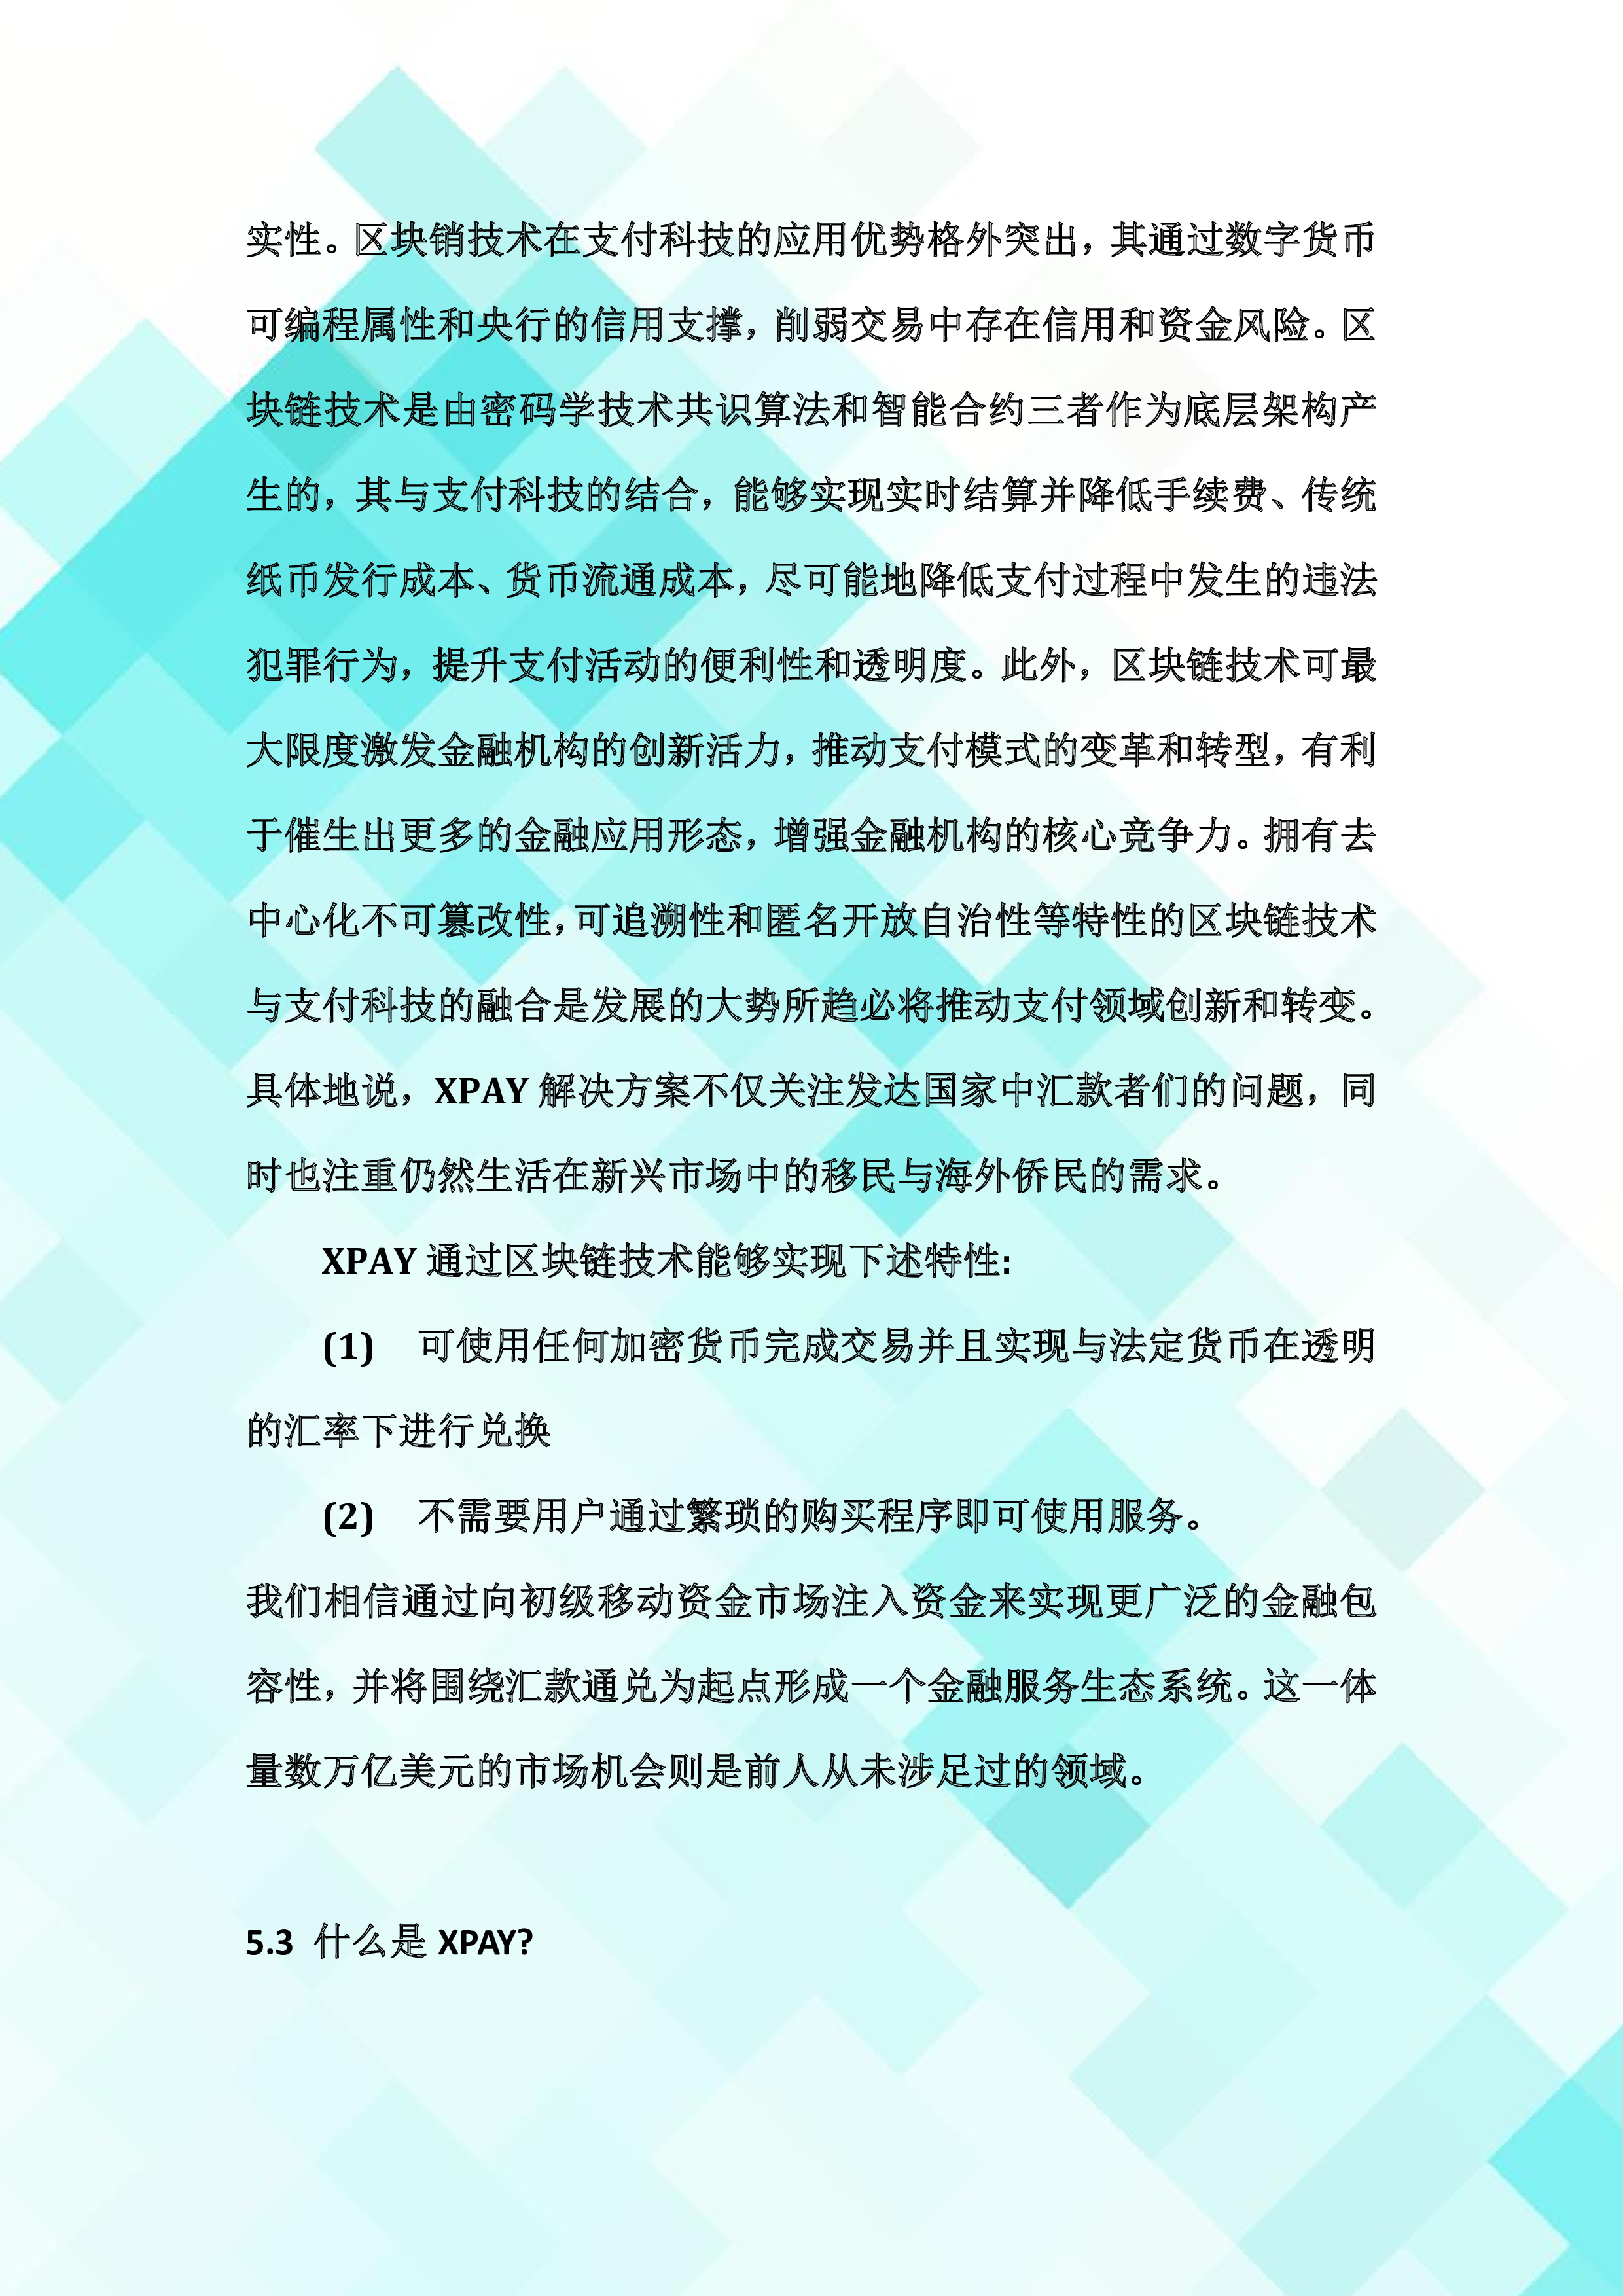 实性。区块销技术在支付科技的应用优势格外突出，其通过数字货币
可编程属性和央行的信用支撑，削弱交易中存在信用和资金风险。区
块链技术是由密码学技术共识算法和智能合约三者作为底层架构产
生的，其与支付科技的结合，能够实现实时结算并降低手续费、传统
纸币发行成本、货币流通成本，尽可能地降低支付过程中发生的违法
犯罪行为，提升支付活动的便利性和透明度。此外，区块链技术可最
大限度激发金融机构的创新活力，推动支付模式的变革和转型，有利
于催生出更多的金融应用形态，增强金融机构的核心竞争力。拥有去
中心化不可篡改性，可追溯性和匿名开放自治性等特性的区块链技术
与支付科技的融合是发展的大势所趋必将推动支付领域创新和转变。
具体地说，XPAY 解决方案不仅关注发达国家中汇款者们的问题，同
时也注重仍然生活在新兴市场中的移民与海外侨民的需求。
XPAY 通过区块链技术能够实现下述特性:
(1) 可使用任何加密货币完成交易并且实现与法定货币在透明
的汇率下进行兑换
(2) 不需要用户通过繁琐的购买程序即可使用服务。
我们相信通过向初级移动资金市场注入资金来实现更广泛的金融包
容性，并将围绕汇款通兑为起点形成一个金融服务生态系统。这一体
量数万亿美元的市场机会则是前人从未涉足过的领域。
5.3 什么是 XPAY?